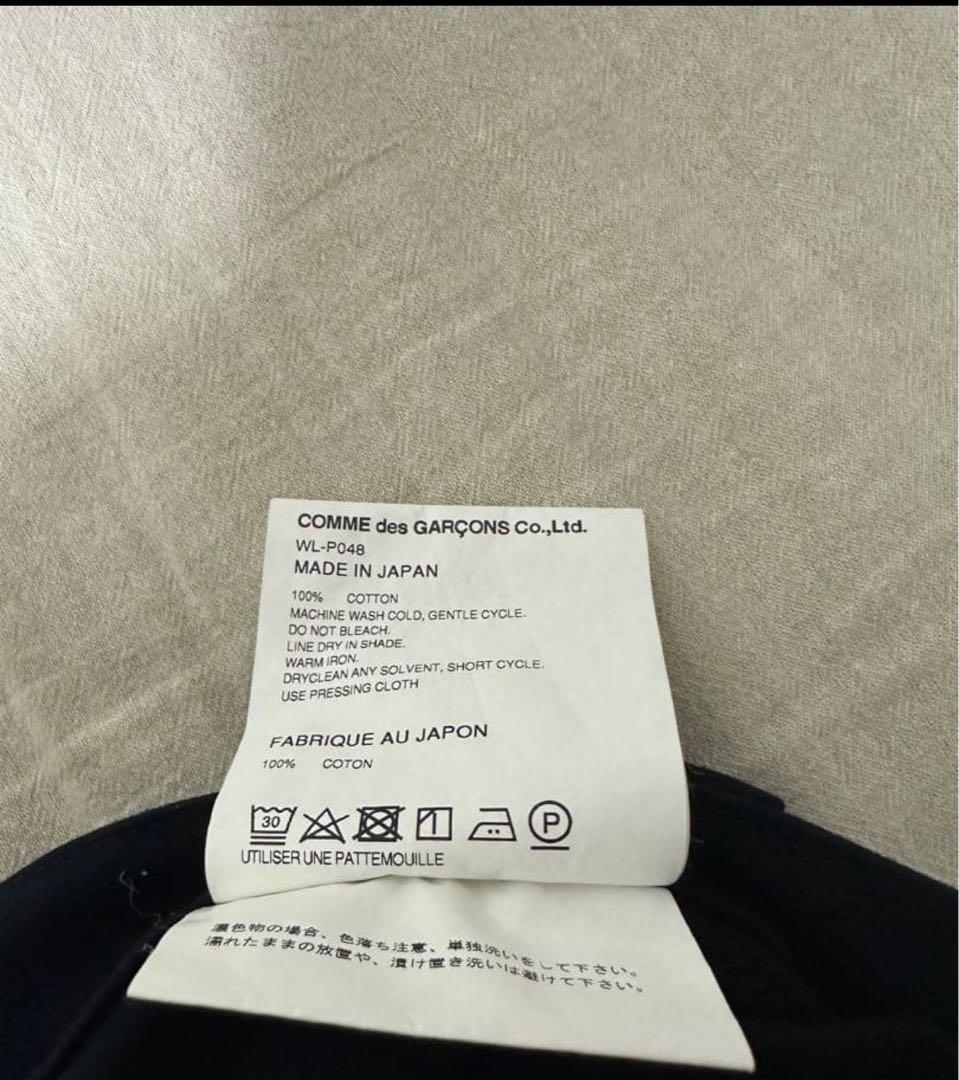 COMME des GARÇONS Co.,Ltd.
WL-P048
MADE IN JAPAN
100% COTTON
MACHINE WASH COLD, GENTLE CYCLE.
DO NOT BLEACH.
LINE DRY IN SHADE.
WARM IRON.
DRYCLEAN ANY SOLVENT, SHORT CYCLE.
USE PRESSING CLOTH
FABRIQUE AU JAPON
100% COTON
30 P
UTILISER UNE PATTEMOUILLE
濃色物の場合、色落ち注意、単独洗いをして下さい。
濡れたままの放置や、漬け置き洗いは避けて下さい。